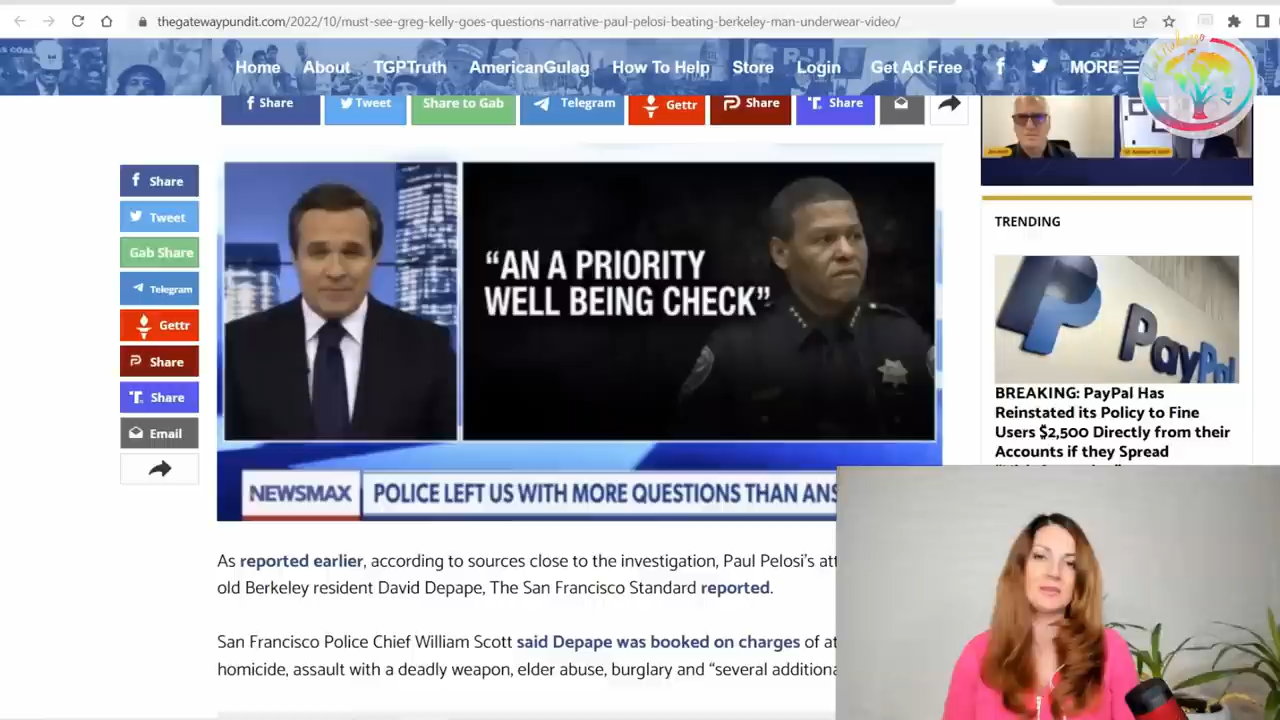 thegatewaypundit.com/2022/10/must-see-greg-kelly-goes-questions-narrative-paul-pelosi-beating-berkeley-man-underwear-video/
Home About TGPTruth AmericanGulag How To Help Store Login Get Ad Free f MORE
f Share Tweet Share to Gab Telegram Gettr Share Share
f Share
Tweet
Gab Share
Telegram
Gettr
Share
Share
Email
“AN A PRIORITY
WELL BEING CHECK”
NEWSMAX POLICE LEFT US WITH MORE QUESTIONS THAN ANS
As reported earlier, according to sources close to the investigation, Paul Pelosi's att
old Berkeley resident David Depape, The San Francisco Standard reported.
San Francisco Police Chief William Scott said Depape was booked on charges of at
homicide, assault with a deadly weapon, elder abuse, burglary and “several additiona
TRENDING
PayPal
BREAKING: PayPal Has
Reinstated its Policy to Fine
Users $2,500 Directly from their
Accounts if they Spread